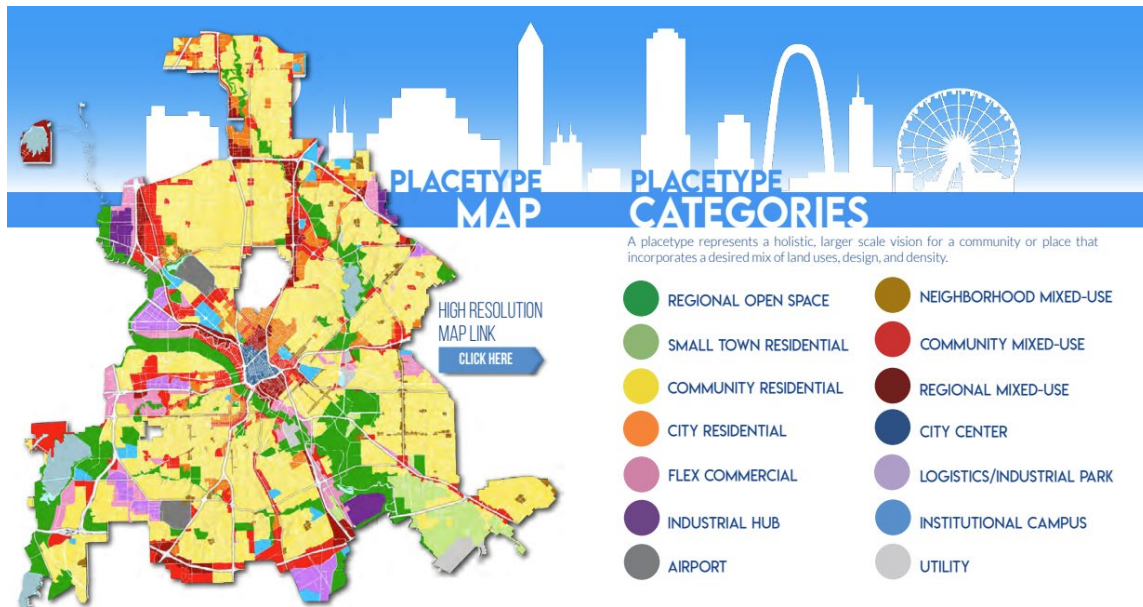 PLACETYPE
MAP
PLACETYPE
CATEGORIES
A placetype represents a holistic, larger scale vision for a community or place that
incorporates a desired mix of land uses, design, and density.
HIGH RESOLUTION
MAP LINK
CLICK HERE
REGIONAL OPEN SPACE
SMALL TOWN RESIDENTIAL
COMMUNITY RESIDENTIAL
CITY RESIDENTIAL
FLEX COMMERCIAL
INDUSTRIAL HUB
AIRPORT
NEIGHBORHOOD MIXED-USE
COMMUNITY MIXED-USE
REGIONAL MIXED-USE
CITY CENTER
LOGISTICS/INDUSTRIAL PARK
INSTITUTIONAL CAMPUS
UTILITY